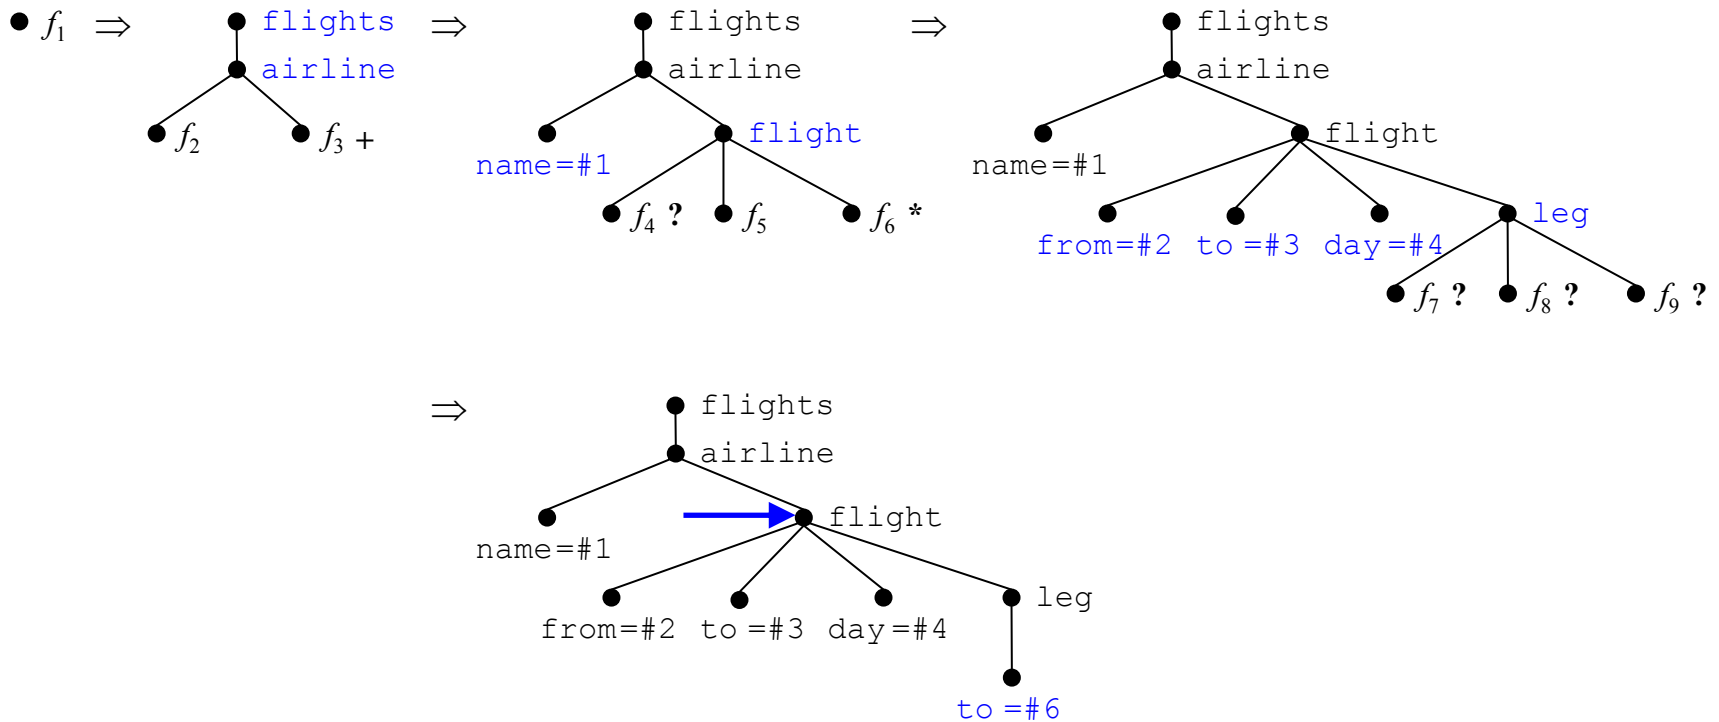 f1 ⇒ flights ⇒ flights ⇒ flights
airline airline airline
f2 f3 + flight flight
name=#1 name=#1
f4 ? f5 f6 * leg
from=#2 to=#3 day=#4
f7 ? f8 ? f9 ?
⇒ flights
airline
flight
name=#1
leg
from=#2 to=#3 day=#4
to=#6